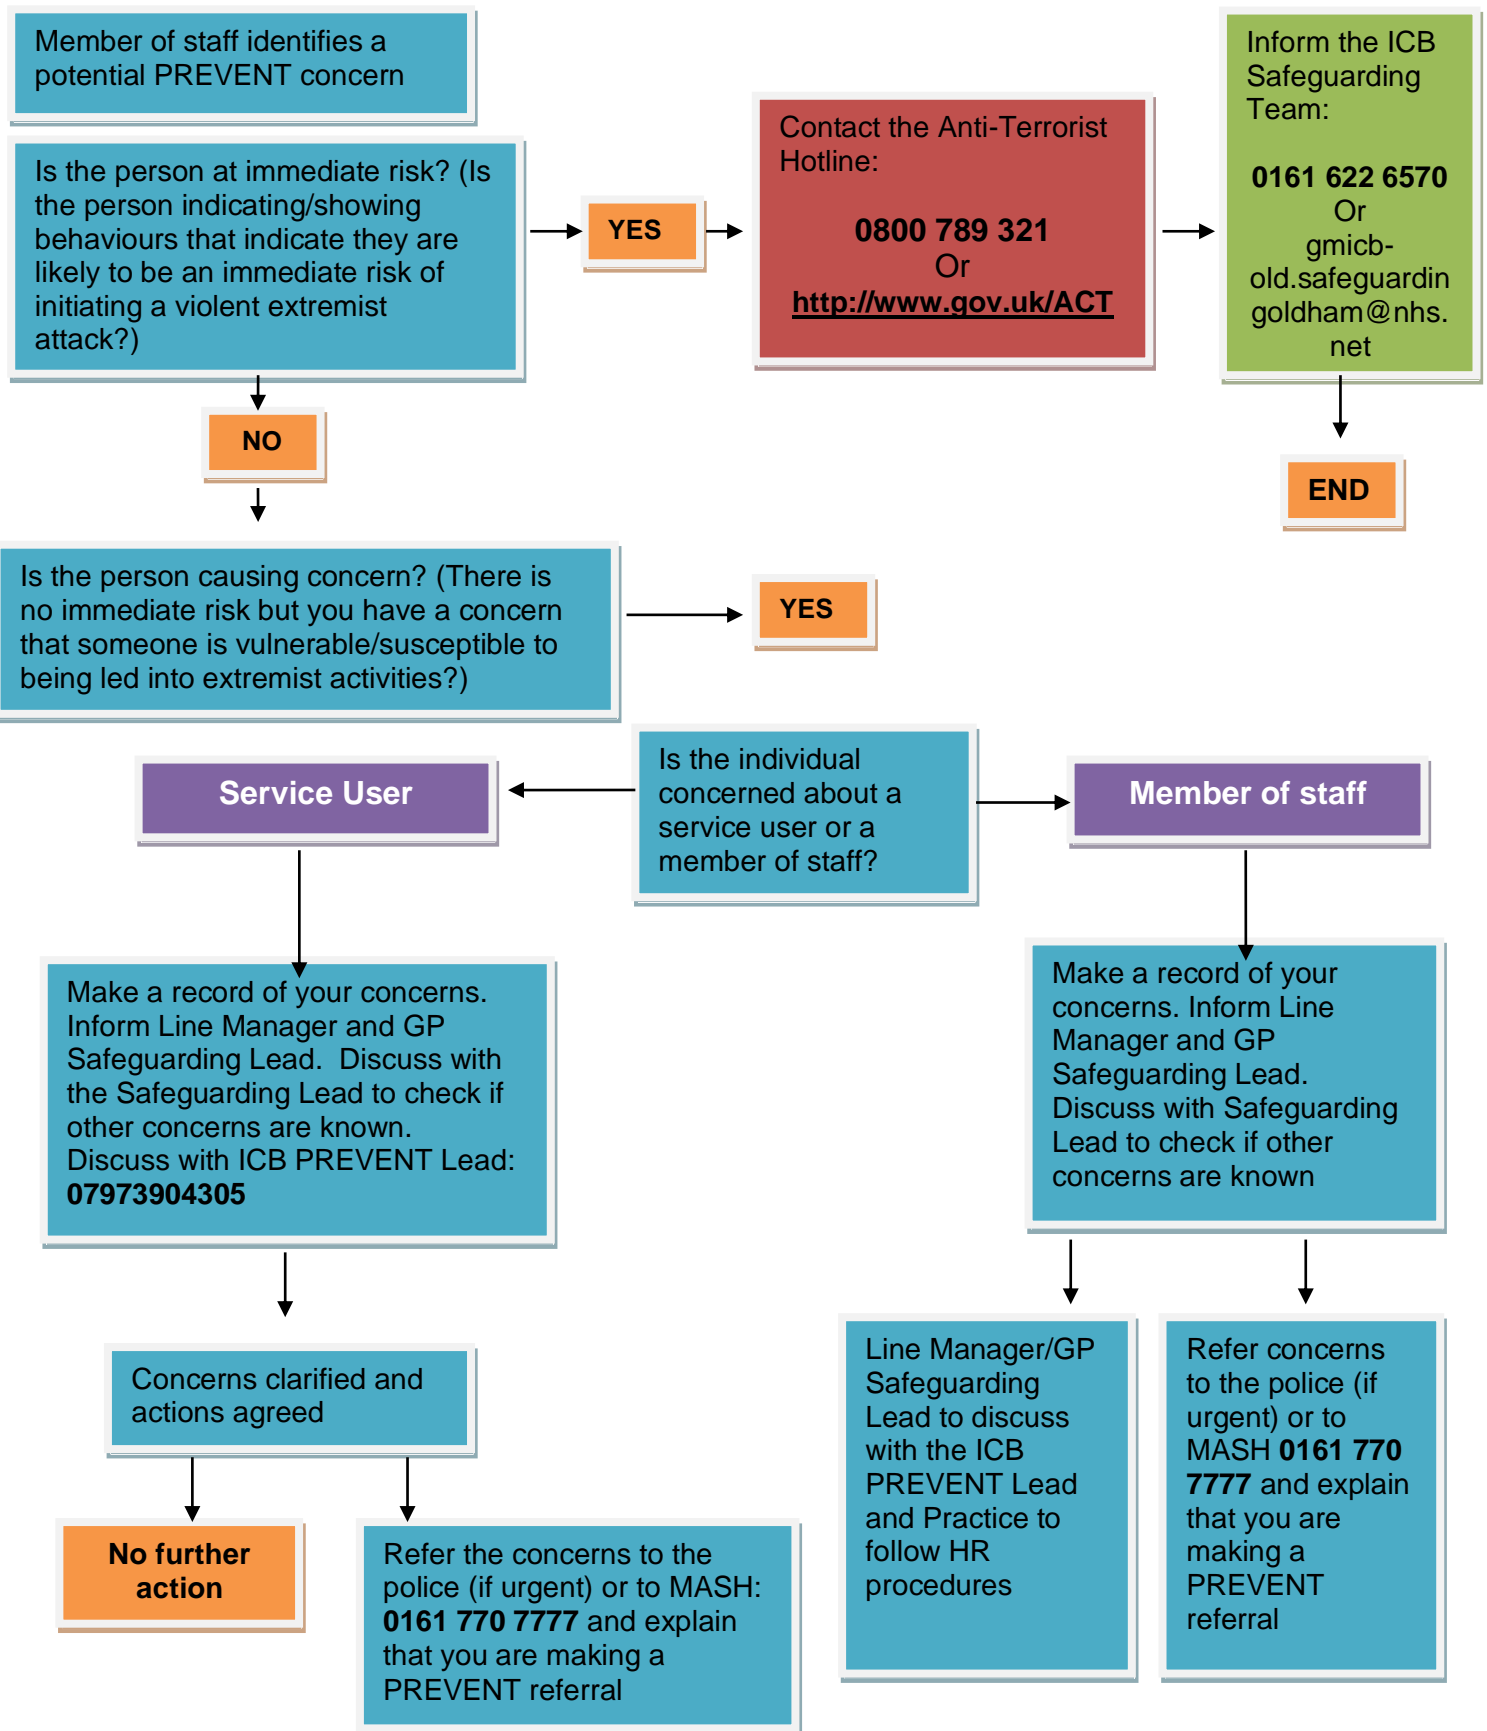 Member of staff identifies a
potential PREVENT concern
Is the person at immediate risk? (Is
the person indicating/showing
behaviours that indicate they are
likely to be an immediate risk of
initiating a violent extremist
attack?)
YES
Contact the Anti-Terrorist
Hotline:
0800 789 321
Or
http://www.gov.uk/ACT
Inform the ICB
Safeguarding
Team:
0161 622 6570
Or
gmicb-
old.safeguardin
goldham@nhs.
net
END
NO
Is the person causing concern? (There is
no immediate risk but you have a concern
that someone is vulnerable/susceptible to
being led into extremist activities?)
YES
Is the individual
concerned about a
service user or a
member of staff?
Service User
Make a record of your concerns.
Inform Line Manager and GP
Safeguarding Lead.  Discuss with
the Safeguarding Lead to check if
other concerns are known.
Discuss with ICB PREVENT Lead:
07973904305
Concerns clarified and
actions agreed
No further
action
Refer the concerns to the
police (if urgent) or to MASH:
0161 770 7777 and explain
that you are making a
PREVENT referral
Member of staff
Make a record of your
concerns. Inform Line
Manager and GP
Safeguarding Lead.
Discuss with Safeguarding
Lead to check if other
concerns are known
Line Manager/GP
Safeguarding
Lead to discuss
with the ICB
PREVENT Lead
and Practice to
follow HR
procedures
Refer concerns
to the police (if
urgent) or to
MASH 0161 770
7777 and explain
that you are
making a
PREVENT
referral